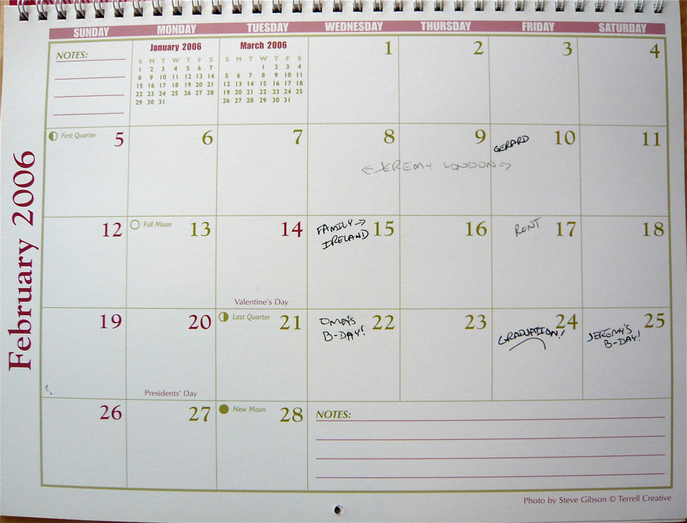 February 2006
SUNDAY MONDAY TUESDAY WEDNESDAY THURSDAY FRIDAY SATURDAY
NOTES:
January 2006
S M T W T F S
1 2 3 4 5 6 7
8 9 10 11 12 13 14
15 16 17 18 19 20 21
22 23 24 25 26 27 28
29 30 31
March 2006
S M T W T F S
1 2 3 4
5 6 7 8 9 10 11
12 13 14 15 16 17 18
19 20 21 22 23 24 25
26 27 28 29 30 31
1 2 3 4
First Quarter 5 6 7 8 9 GERARD 10 11
<-JEREMY LONDON->
12 Full Moon 13 14 FAMILY-> 15 16 RENT 17 18
IRELAND
Valentine's Day
19 20 Last Quarter 21 OMA'S 22 23 GRADUATION! 24 JEREMY'S 25
B-DAY! B-DAY!
Presidents' Day
26 27 New Moon 28 NOTES:
Photo by Steve Gibson © Terrell Creative